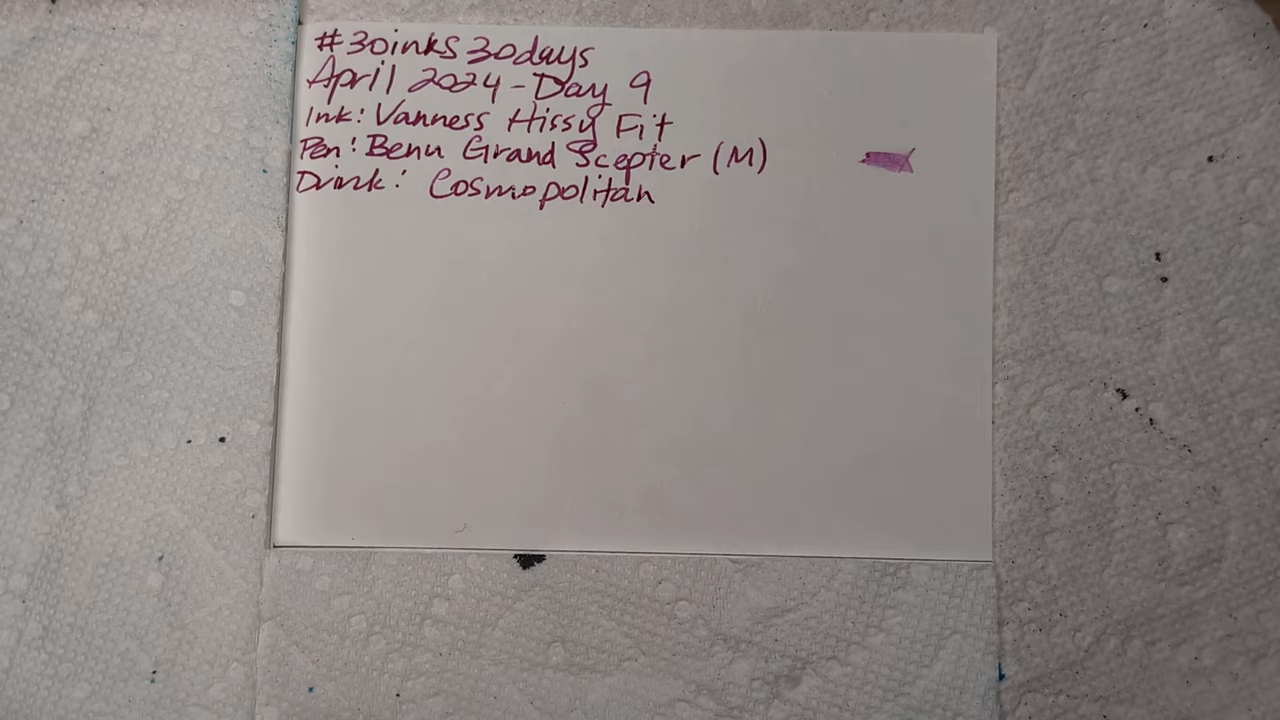 #30inks30days
April 2024-Day 9
Ink: Vanness Hissy Fit
Pen: Benu Grand Scepter (M)
Drink: Cosmopolitan